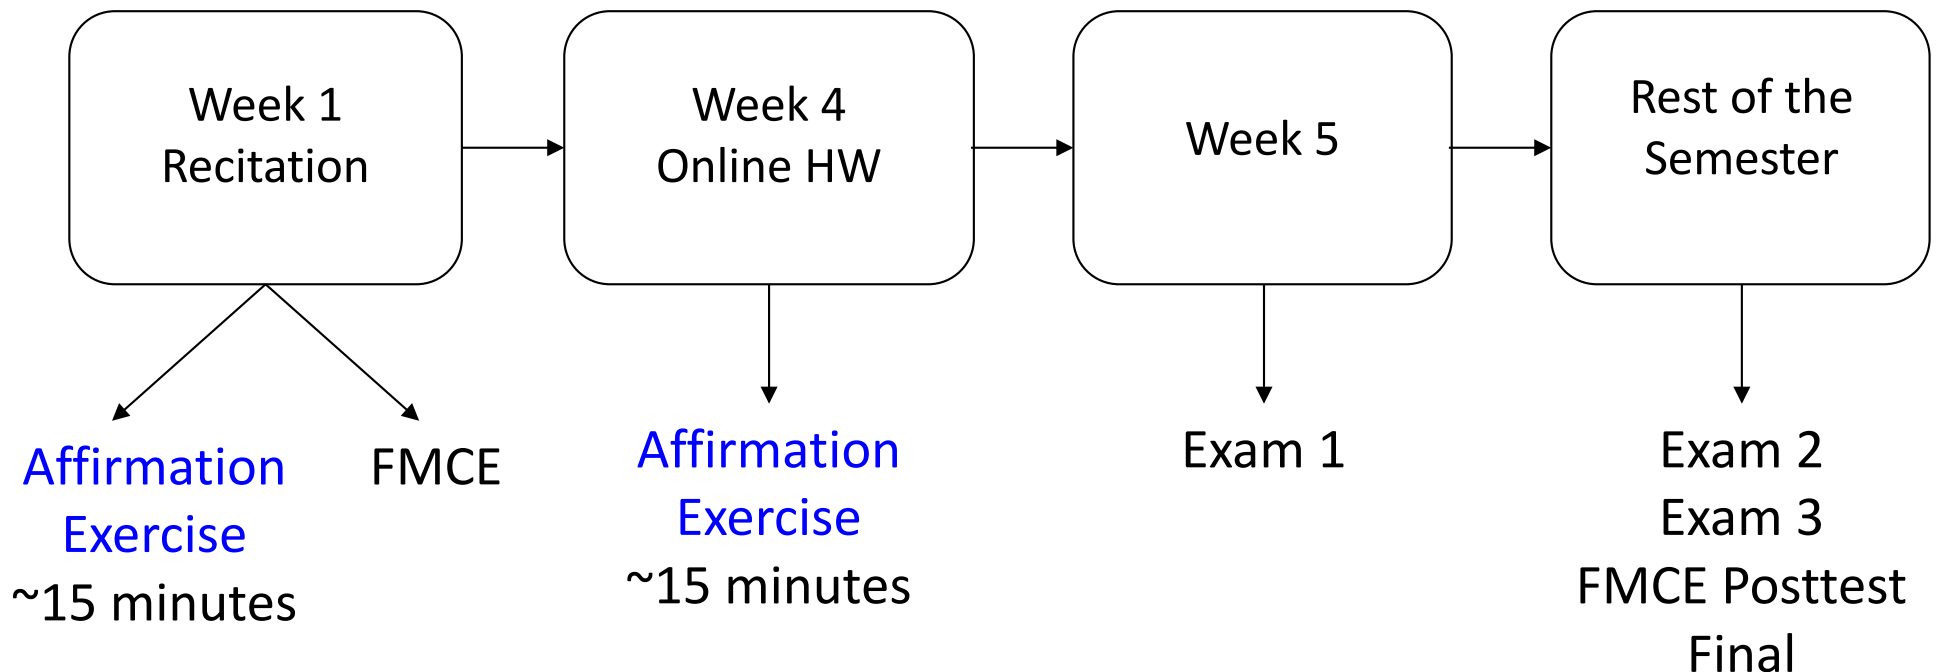 Week 1
Recitation
Week 4
Online HW
Week 5
Rest of the
Semester
Affirmation
Exercise
~15 minutes
FMCE
Affirmation
Exercise
~15 minutes
Exam 1
Exam 2
Exam 3
FMCE Posttest
Final